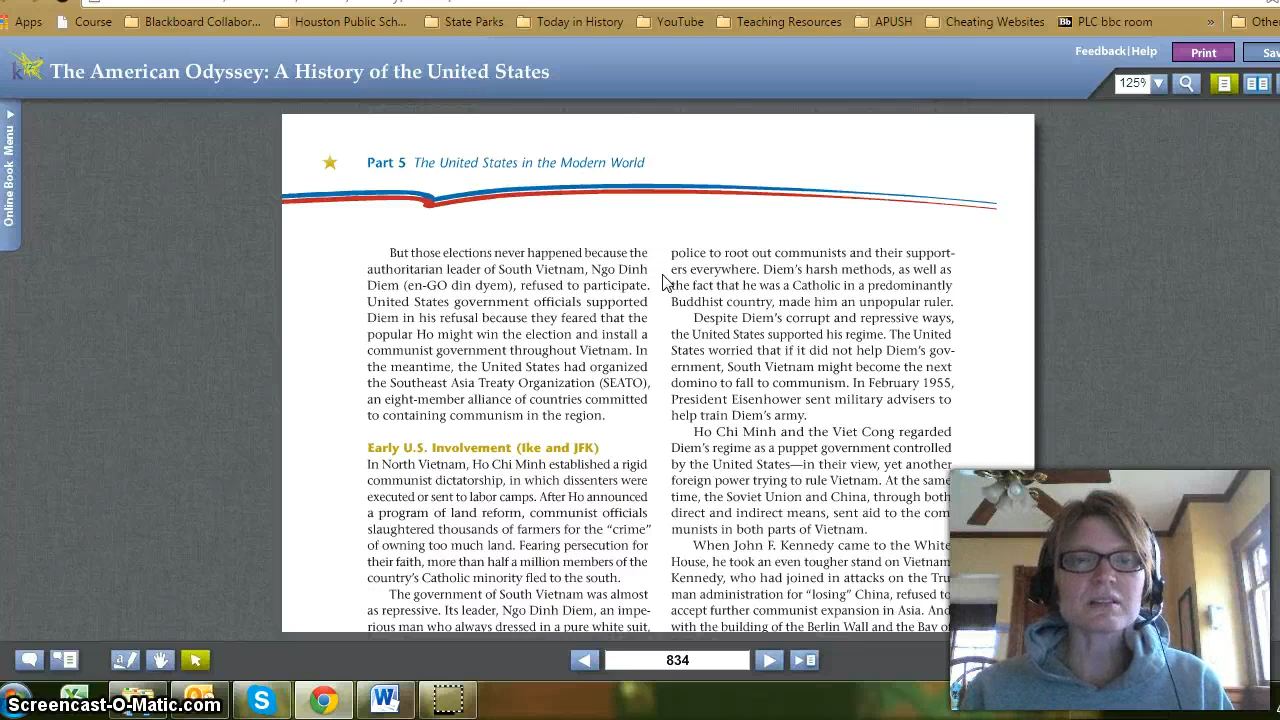 Apps Course Blackboard Collabor... Houston Public Sch... State Parks Today in History YouTube Teaching Resources APUSH Cheating Websites Bb PLC bbc room » Other
Feedback|Help Print Sav
The American Odyssey: A History of the United States
125%
Online Book Menu
Part 5 The United States in the Modern World
But those elections never happened because the
authoritarian leader of South Vietnam, Ngo Dinh
Diem (en-GO din dyem), refused to participate.
United States government officials supported
Diem in his refusal because they feared that the
popular Ho might win the election and install a
communist government throughout Vietnam. In
the meantime, the United States had organized
the Southeast Asia Treaty Organization (SEATO),
an eight-member alliance of countries committed
to containing communism in the region.
Early U.S. Involvement (Ike and JFK)
In North Vietnam, Ho Chi Minh established a rigid
communist dictatorship, in which dissenters were
executed or sent to labor camps. After Ho announced
a program of land reform, communist officials
slaughtered thousands of farmers for the “crime”
of owning too much land. Fearing persecution for
their faith, more than half a million members of the
country’s Catholic minority fled to the south.
The government of South Vietnam was almost
as repressive. Its leader, Ngo Dinh Diem, an impe-
rious man who always dressed in a pure white suit,
police to root out communists and their support-
ers everywhere. Diem’s harsh methods, as well as
the fact that he was a Catholic in a predominantly
Buddhist country, made him an unpopular ruler.
Despite Diem’s corrupt and repressive ways,
the United States supported his regime. The United
States worried that if it did not help Diem’s gov-
ernment, South Vietnam might become the next
domino to fall to communism. In February 1955,
President Eisenhower sent military advisers to
help train Diem’s army.
Ho Chi Minh and the Viet Cong regarded
Diem’s regime as a puppet government controlled
by the United States—in their view, yet another
foreign power trying to rule Vietnam. At the same
time, the Soviet Union and China, through both
direct and indirect means, sent aid to the com
munists in both parts of Vietnam.
When John F. Kennedy came to the White
House, he took an even tougher stand on Vietnam
Kennedy, who had joined in attacks on the Tru
man administration for “losing” China, refused to
accept further communist expansion in Asia. And
with the building of the Berlin Wall and the Bay of
834
Screencast-O-Matic.com